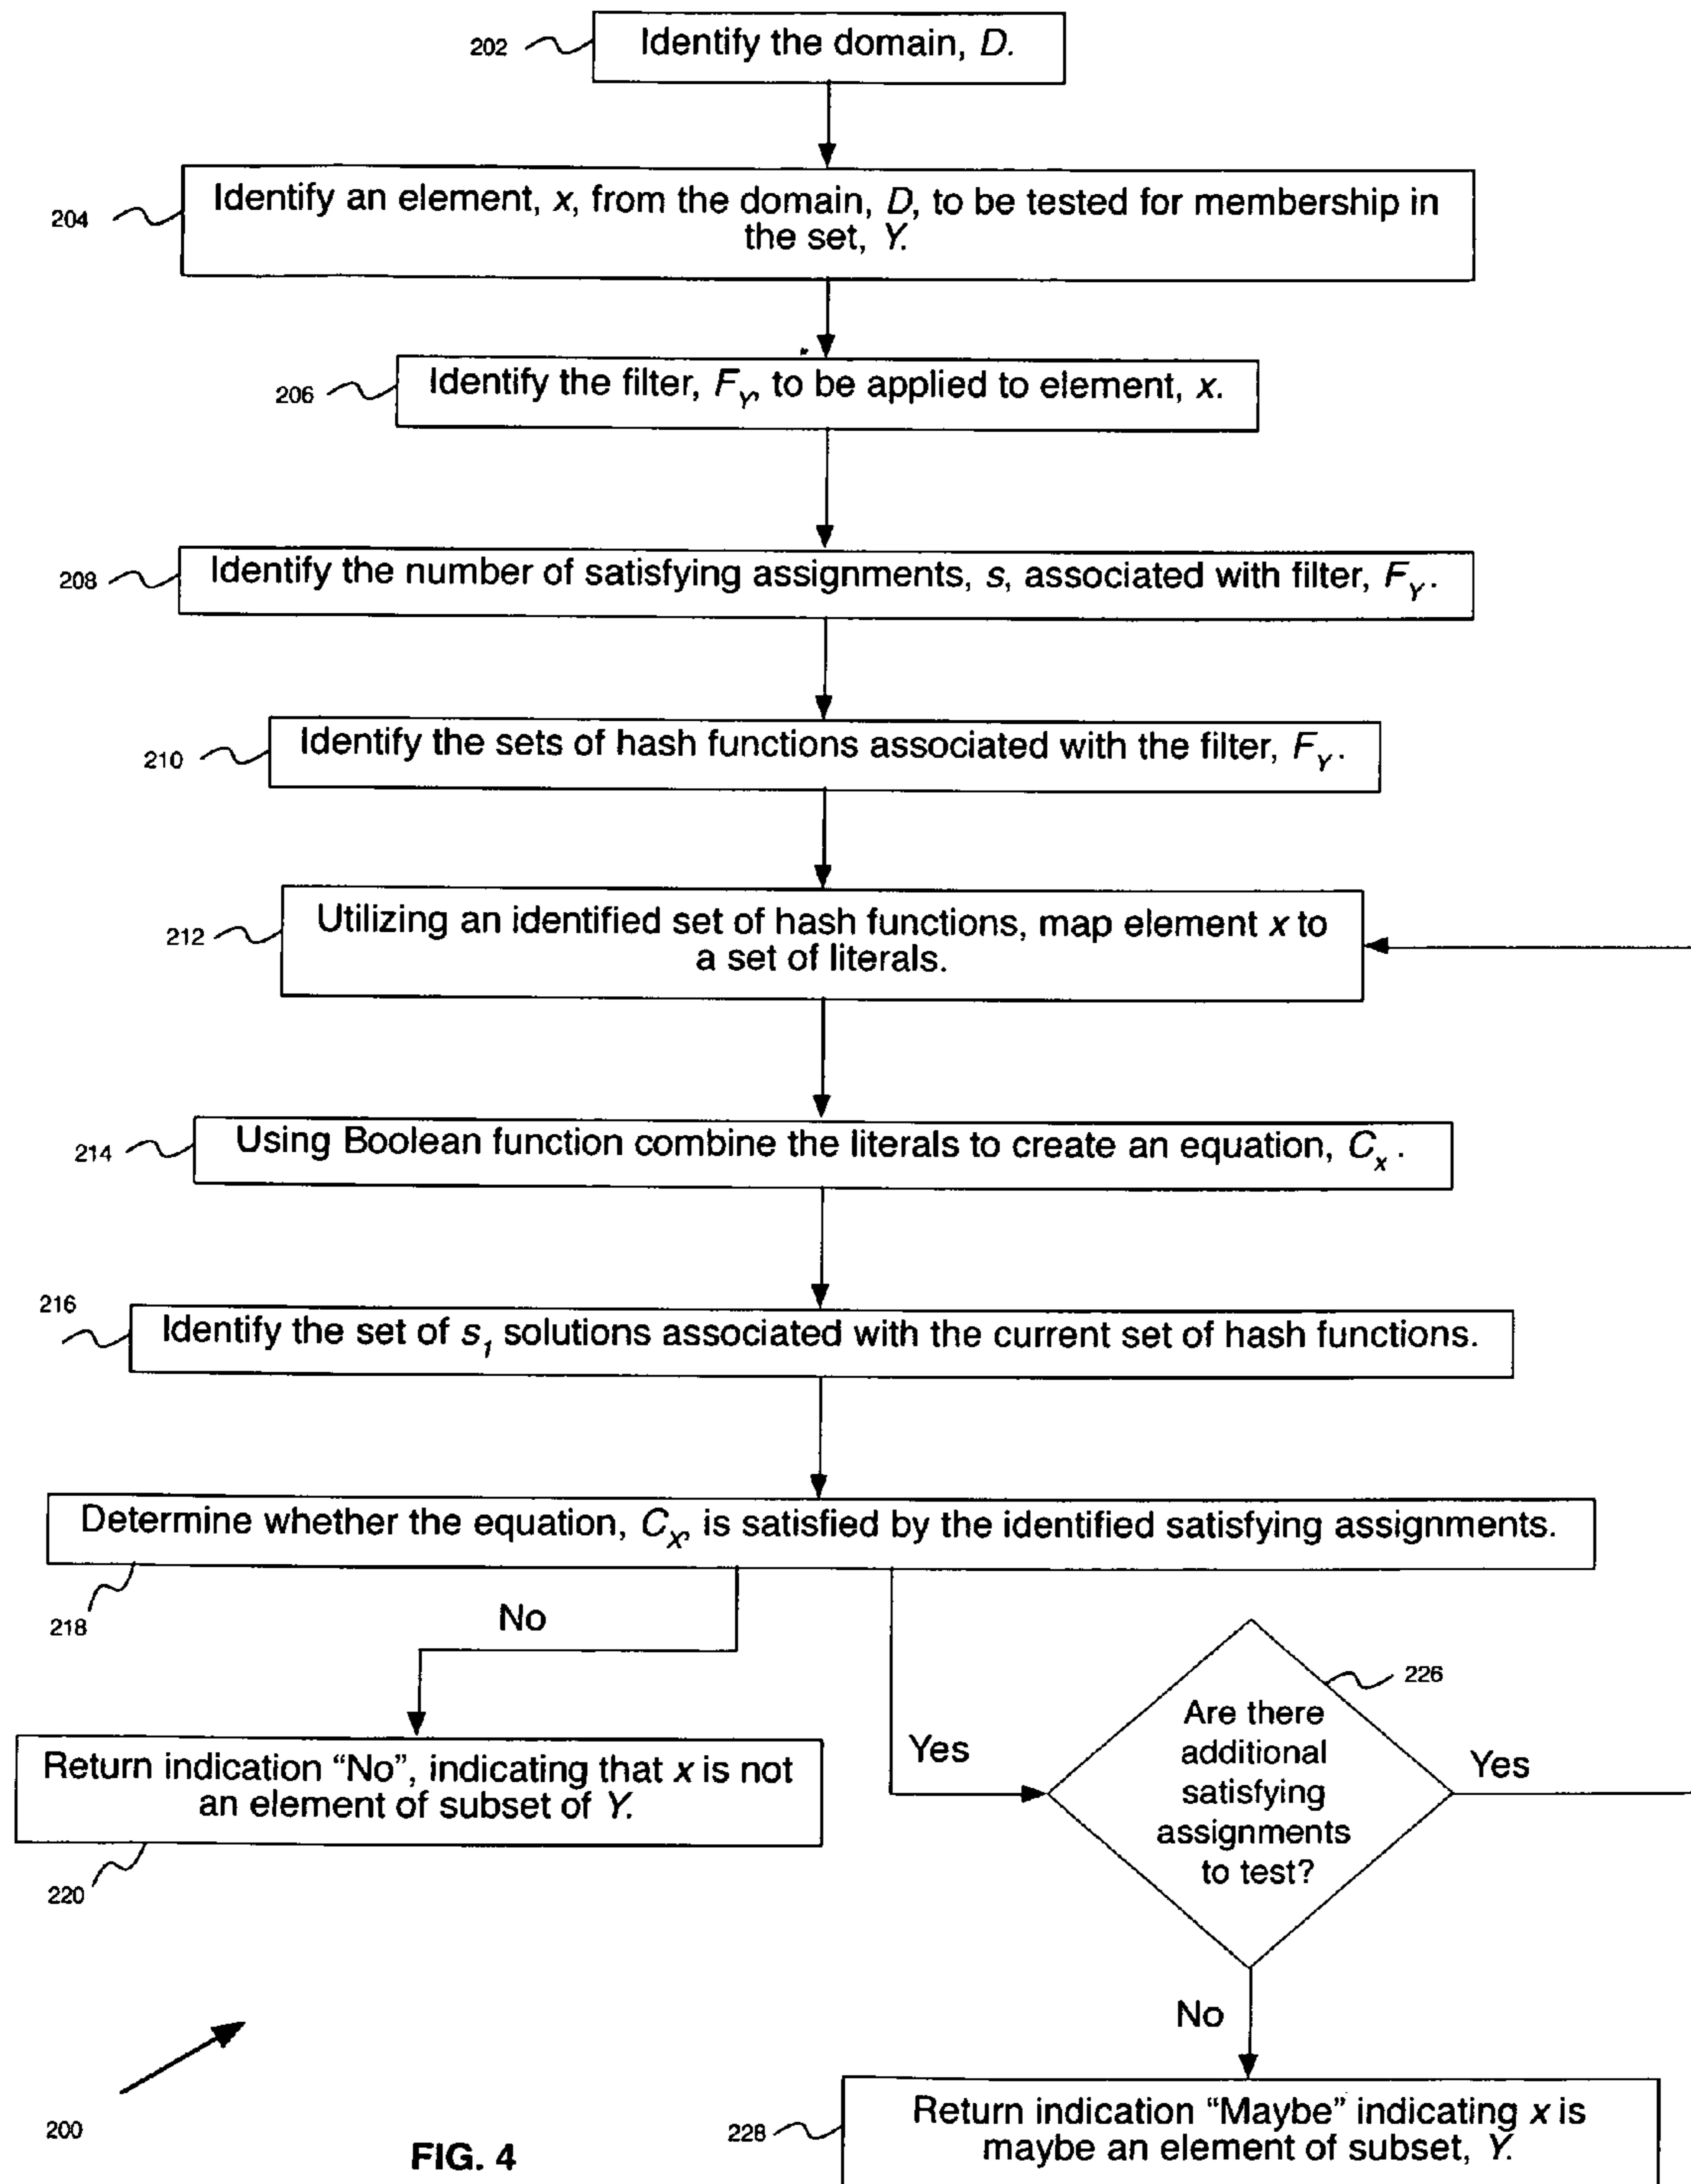 202
Identify the domain, D.
204
Identify an element, x, from the domain, D, to be tested for membership in
the set, Y.
206
Identify the filter, F_Y, to be applied to element, x.
208
Identify the number of satisfying assignments, s, associated with filter, F_Y.
210
Identify the sets of hash functions associated with the filter, F_Y.
212
Utilizing an identified set of hash functions, map element x to
a set of literals.
214
Using Boolean function combine the literals to create an equation, C_x.
216
Identify the set of s_1 solutions associated with the current set of hash functions.
Determine whether the equation, C_x, is satisfied by the identified satisfying assignments.
218
No
226
Are there
additional
satisfying
assignments
to test?
Yes
Yes
Return indication “No”, indicating that x is not
an element of subset of Y.
220
No
200
FIG. 4
228
Return indication “Maybe” indicating x is
maybe an element of subset, Y.